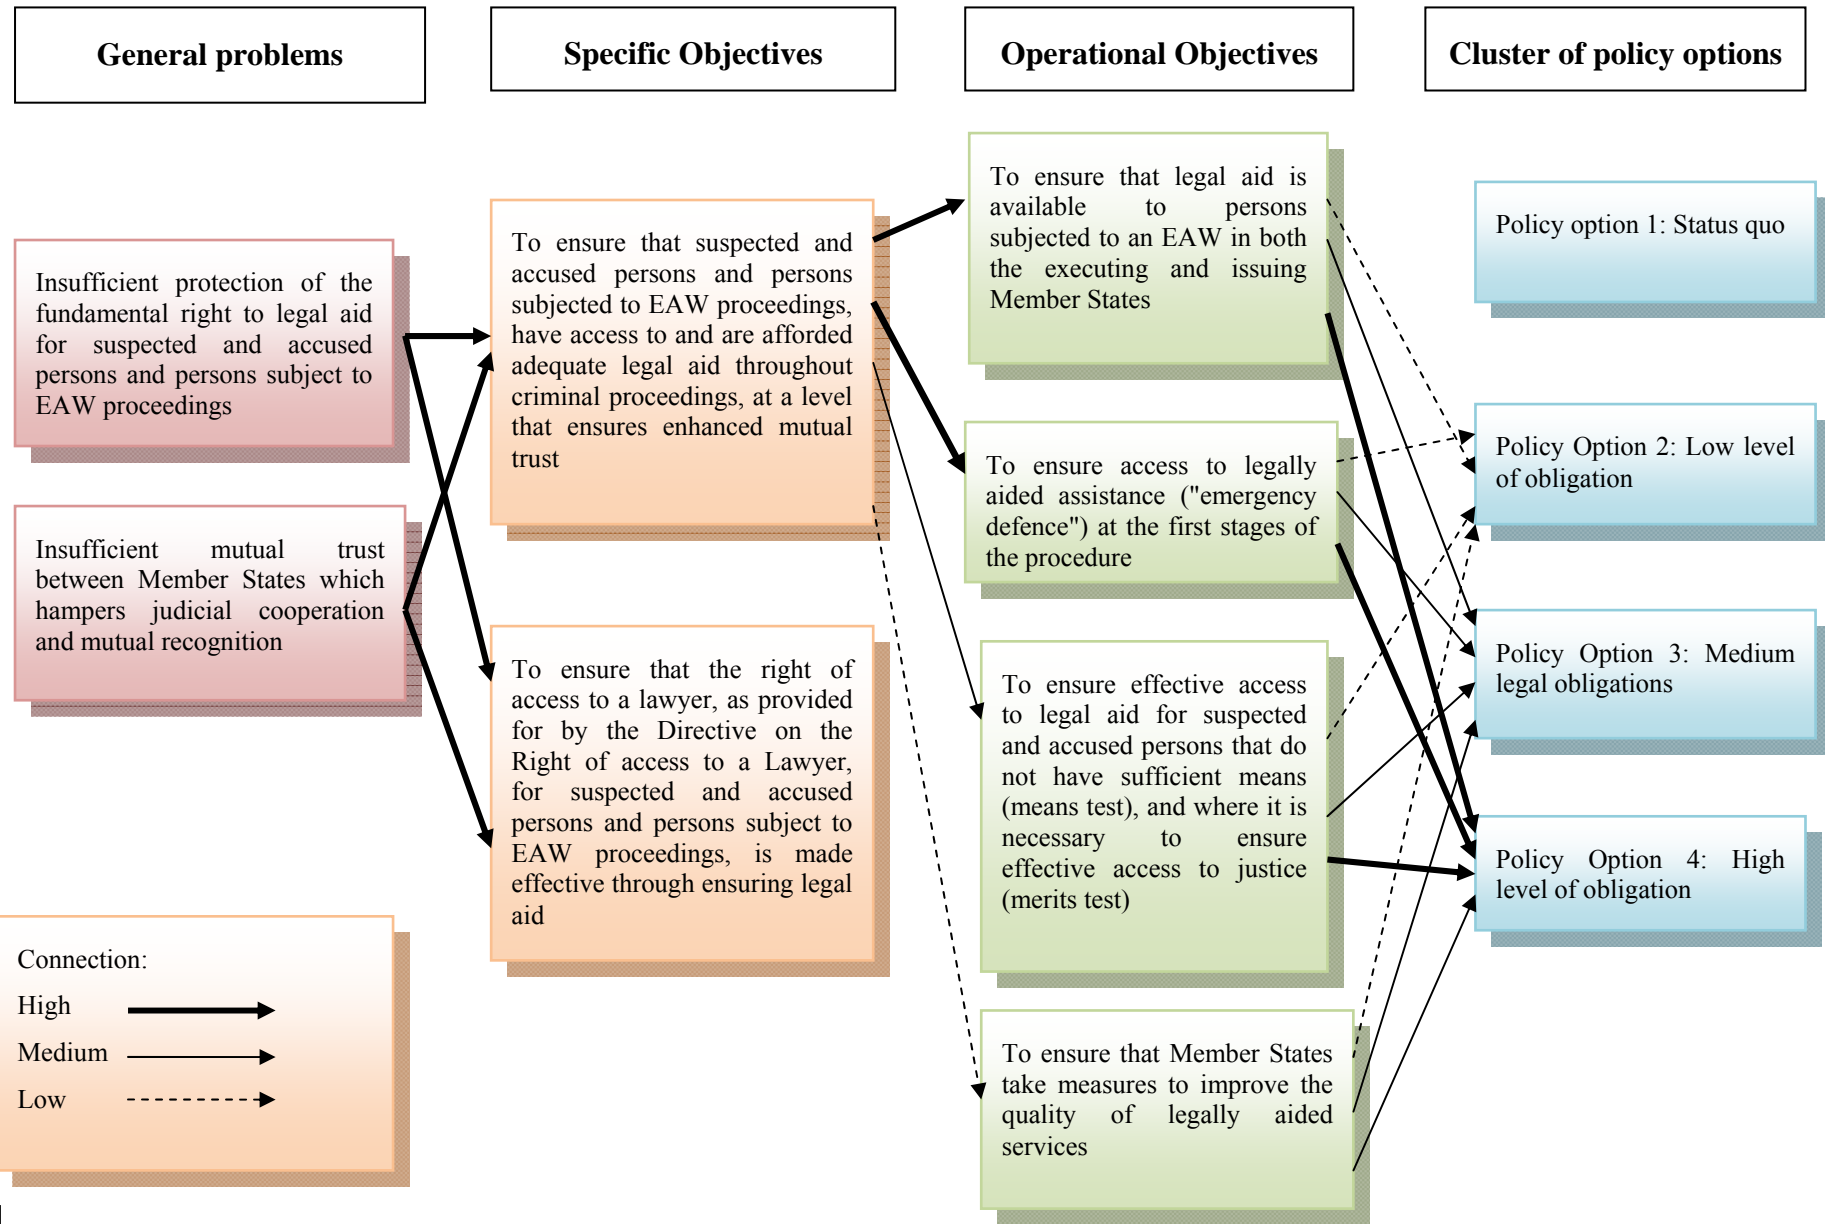 General problems
Specific Objectives
Operational Objectives
Cluster of policy options
Insufficient protection of the
fundamental right to legal aid
for suspected and accused
persons and persons subject to
EAW proceedings
Insufficient mutual trust
between Member States which
hampers judicial cooperation
and mutual recognition
Connection:
High
Medium
Low
To ensure that suspected and
accused persons and persons
subjected to EAW proceedings,
have access to and are afforded
adequate legal aid throughout
criminal proceedings, at a level
that ensures enhanced mutual
trust
To ensure that the right of
access to a lawyer, as provided
for by the Directive on the
Right of access to a Lawyer,
for suspected and accused
persons and persons subject to
EAW proceedings, is made
effective through ensuring legal
aid
To ensure that legal aid is
available to persons
subjected to an EAW in both
the executing and issuing
Member States
To ensure access to legally
aided assistance ("emergency
defence") at the first stages of
the procedure
To ensure effective access
to legal aid for suspected
and accused persons that do
not have sufficient means
(means test), and where it is
necessary to ensure
effective access to justice
(merits test)
To ensure that Member States
take measures to improve the
quality of legally aided
services
Policy option 1: Status quo
Policy Option 2: Low level
of obligation
Policy Option 3: Medium
legal obligations
Policy Option 4: High
level of obligation